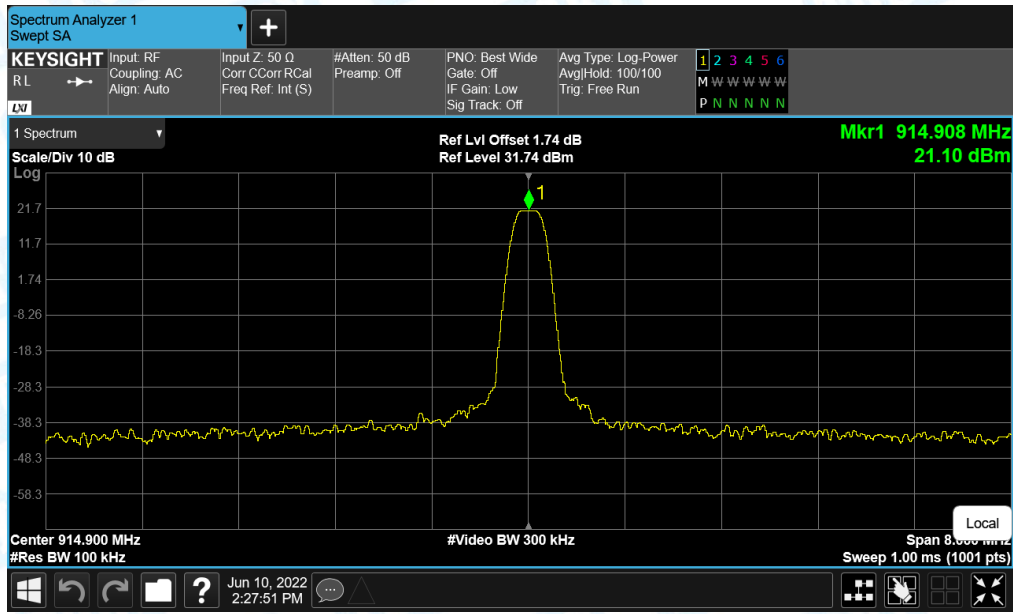 Spectrum Analyzer 1
Swept SA
+
KEYSIGHT
R L
LXI
Input: RF
Coupling: AC
Align: Auto
Input Z: 50 Ω
Corr CCorr RCal
Freq Ref: Int (S)
#Atten: 50 dB
Preamp: Off
PNO: Best Wide
Gate: Off
IF Gain: Low
Sig Track: Off
Avg Type: Log-Power
Avg|Hold: 100/100
Trig: Free Run
1 2 3 4 5 6
M W W W W W
P N N N N N
1 Spectrum
Scale/Div 10 dB
Log
Ref Lvl Offset 1.74 dB
Ref Level 31.74 dBm
Mkr1 914.908 MHz
21.10 dBm
1
21.7
11.7
1.74
-8.26
-18.3
-28.3
-38.3
-48.3
-58.3
Local
Center 914.900 MHz
#Res BW 100 kHz
#Video BW 300 kHz
Span
Sweep 1.00 ms (1001 pts)
?
Jun 10, 2022
2:27:51 PM